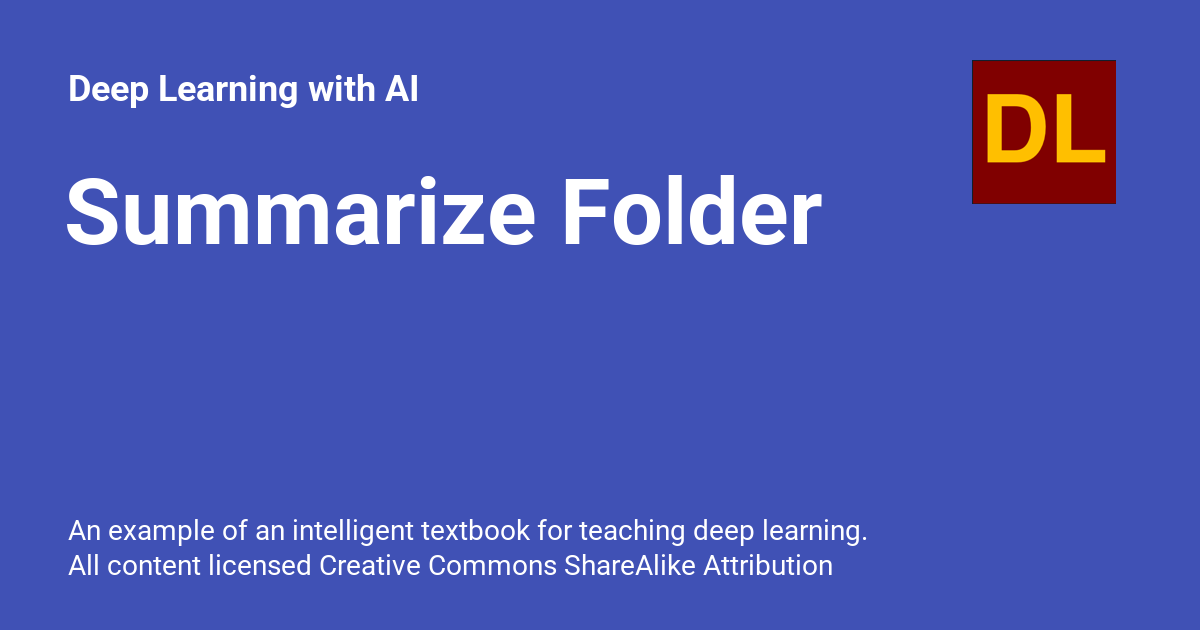 Deep Learning with AI
DL
Summarize Folder
An example of an intelligent textbook for teaching deep learning.
All content licensed Creative Commons ShareAlike Attribution